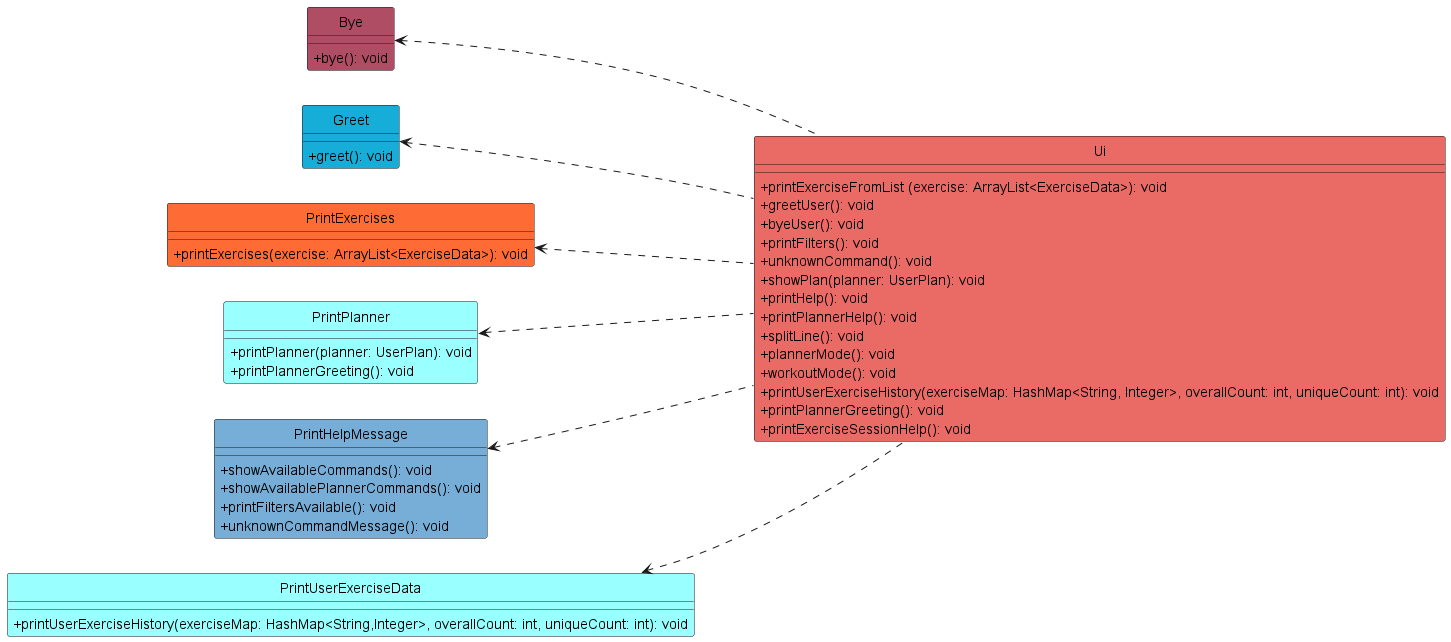 Bye
+bye(): void
Greet
+greet(): void
PrintExercises
+printExercises(exercise: ArrayList<ExerciseData>): void
PrintPlanner
+printPlanner(planner: UserPlan): void
+printPlannerGreeting(): void
PrintHelpMessage
+showAvailableCommands(): void
+showAvailablePlannerCommands(): void
+printFiltersAvailable(): void
+unknownCommandMessage(): void
PrintUserExerciseData
+printUserExerciseHistory(exerciseMap: HashMap<String,Integer>, overallCount: int, uniqueCount: int): void
Ui
+printExerciseFromList (exercise: ArrayList<ExerciseData>): void
+greetUser(): void
+byeUser(): void
+printFilters(): void
+unknownCommand(): void
+showPlan(planner: UserPlan): void
+printHelp(): void
+printPlannerHelp(): void
+splitLine(): void
+plannerMode(): void
+workoutMode(): void
+printUserExerciseHistory(exerciseMap: HashMap<String, Integer>, overallCount: int, uniqueCount: int): void
+printPlannerGreeting(): void
+printExerciseSessionHelp(): void